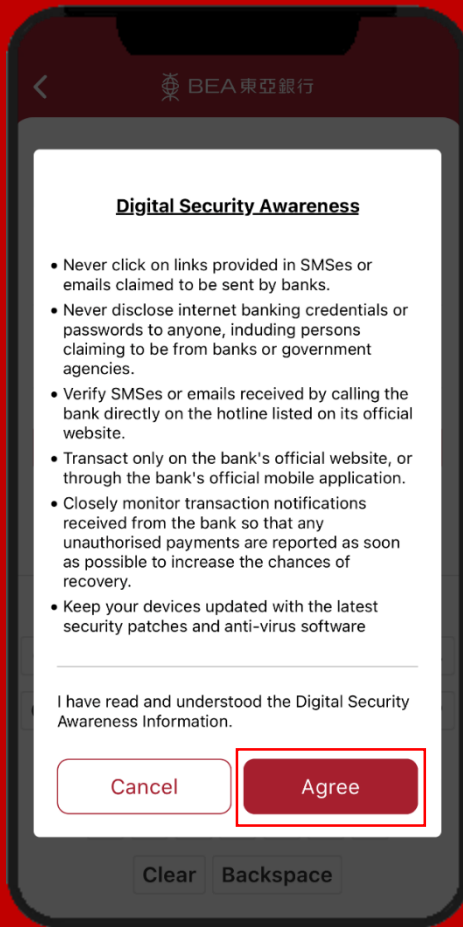 BEA東亞銀行
Digital Security Awareness
• Never click on links provided in SMSes or
emails claimed to be sent by banks.
• Never disclose internet banking credentials or
passwords to anyone, induding persons
claiming to be from banks or government
agencies.
• Verify SMSes or emails received by calling the
bank directly on the hotline listed on its official
website.
• Transact only on the bank's official website, or
through the bank's official mobile application.
• Closely monitor transaction notifications
received from the bank so that any
unauthorised payments are reported as soon
as possible to increase the chances of
recovery.
• Keep your devices updated with the latest
security patches and anti-virus software
I have read and understood the Digital Security
Awareness Information.
Cancel Agree
Clear Backspace